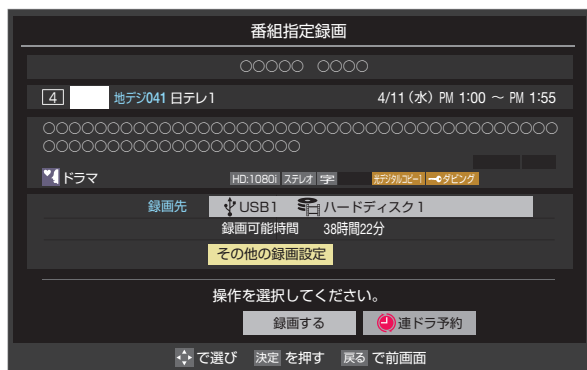 番組指定録画
○○○○○ ○○○○
4 地デジ041 日テレ1 4/11(水) PM 1:00 ～ PM 1:55
○○○○○○○○○○○○○○○○○○○○○○○○○○○○○○○○
○○○○○○○○○○○○○○○○
ドラマ HD:1080i ステレオ 字 光デジタルコピー1 ダビング
録画先 USB1 ハードディスク1
録画可能時間 38時間22分
その他の録画設定
操作を選択してください。
録画する 連ドラ予約
で選び 決定 を押す 戻る で前画面